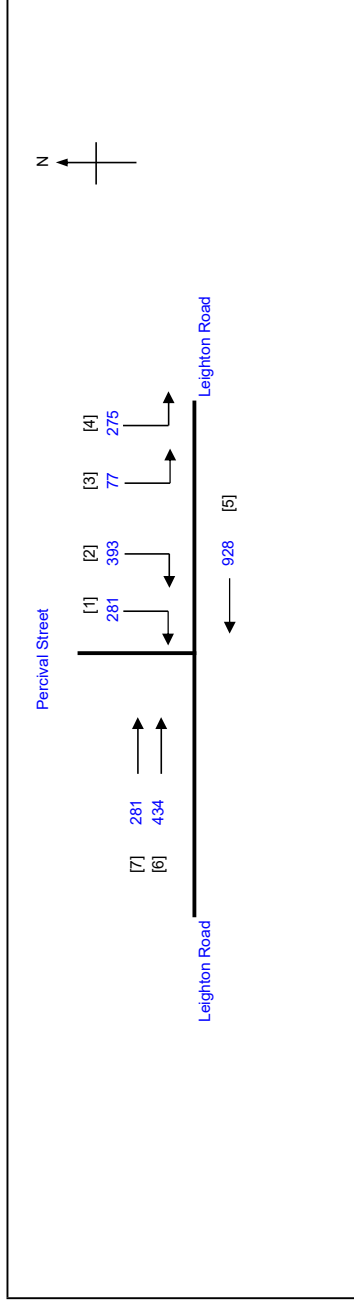 N
Percival Street
[1] [2] [3] [4]
281 393 77 275
[7] 281
[6] 434
Leighton Road
Leighton Road
928 [5]